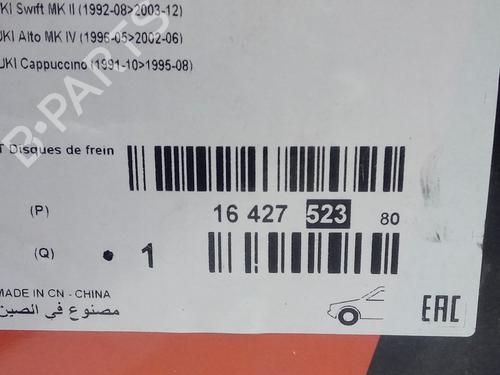 KI Swift MK II (1992-08>2003-12)
UKI Alto MK IV (1996-05>2002-06)
UKI Cappuccino (1991-10>1995-08)
B-PARTS
T Disques de frein
(P) 16 427 523 80
(Q) • 1
MADE IN CN - CHINA
مصنوع في الصين
EAC